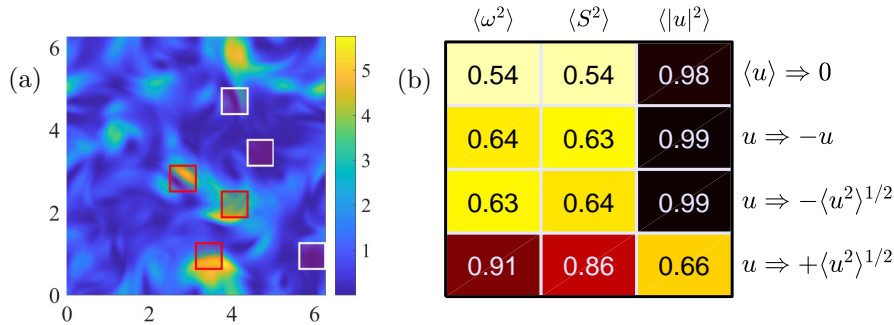 (a)
6
4
2
0
0 2 4 6
5
4
3
2
1
(b)
⟨ω²⟩ ⟨S²⟩ ⟨|u|²⟩
0.54 0.54 0.98 ⟨u⟩ ⇒ 0
0.64 0.63 0.99 u ⇒ −u
0.63 0.64 0.99 u ⇒ −⟨u²⟩^{1/2}
0.91 0.86 0.66 u ⇒ +⟨u²⟩^{1/2}